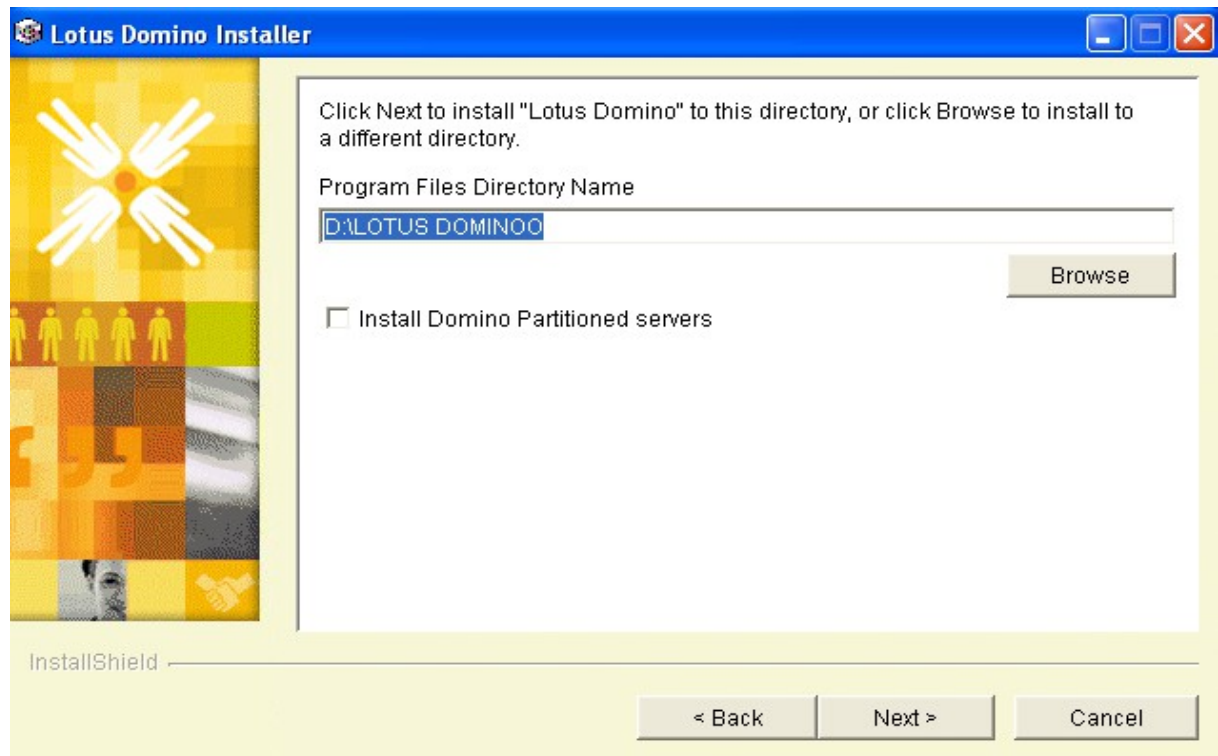 Lotus Domino Installer
Click Next to install "Lotus Domino" to this directory, or click Browse to install to
a different directory.
Program Files Directory Name
D:\LOTUS DOMINOO
Browse
Install Domino Partitioned servers
InstallShield
< Back
Next >
Cancel